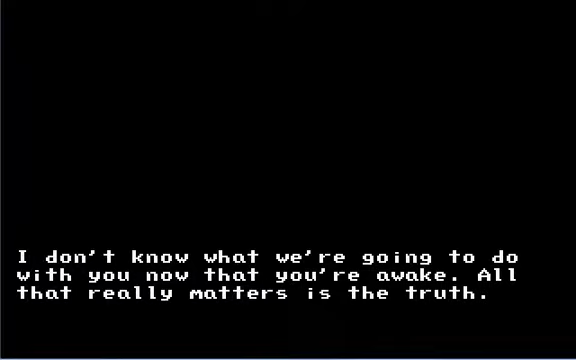 I don't know what we're going to do
with you now that you're awake. All
that really matters is the truth.